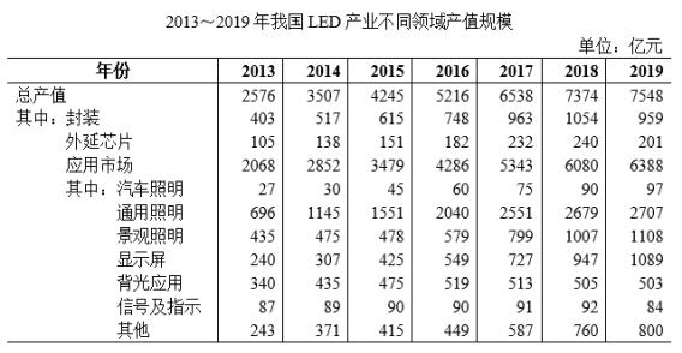 2013～2019 年我国 LED 产业不同领域产值规模
单位：亿元
年份 2013 2014 2015 2016 2017 2018 2019
总产值 2576 3507 4245 5216 6538 7374 7548
其中：封装 403 517 615 748 963 1054 959
外延芯片 105 138 151 182 232 240 201
应用市场 2068 2852 3479 4286 5343 6080 6388
其中：汽车照明 27 30 45 60 75 90 97
通用照明 696 1145 1551 2040 2551 2679 2707
景观照明 435 475 478 579 799 1007 1108
显示屏 240 307 425 549 727 947 1089
背光应用 340 435 475 519 513 505 503
信号及指示 87 89 90 90 91 92 84
其他 243 371 415 449 587 760 800